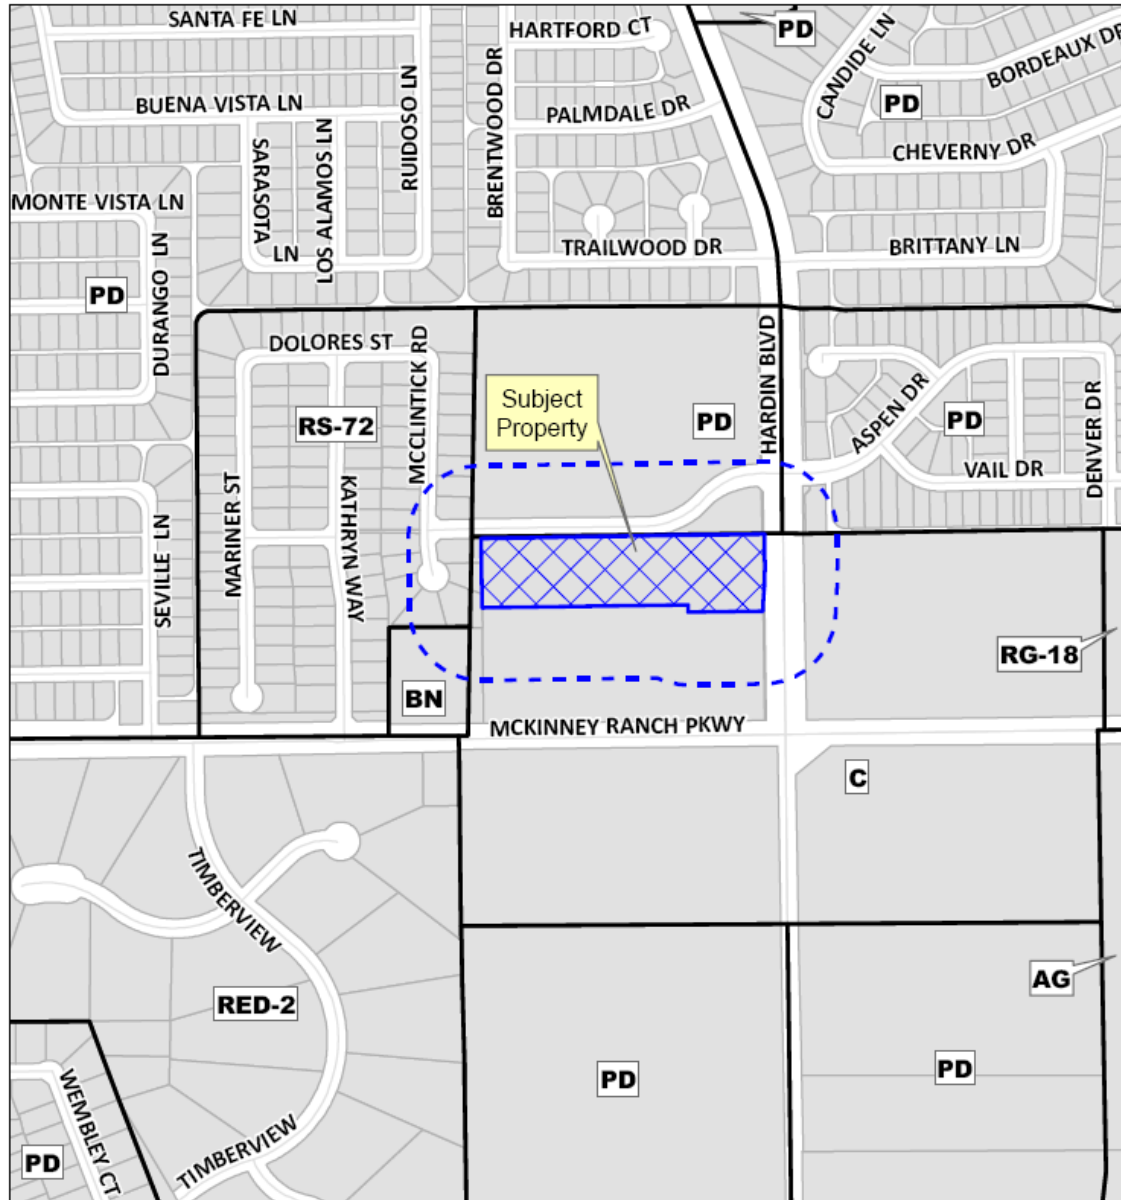 SANTA FE LN
HARTFORD CT
PD
CANDIDE LN
BORDEAUX DR
BUENA VISTA LN
RUIDOSO LN
BRENTWOOD DR
PALMDALE DR
PD
CHEVERNY DR
SARASOTA
LN
LOS ALAMOS LN
MONTE VISTA LN
TRAILWOOD DR
BRITTANY LN
PD
DURANGO LN
DOLORES ST
MCCLINTICK RD
HARDIN BLVD
Subject
Property
RS-72
PD
ASPEN DR
PD
DENVER DR
VAIL DR
MARINER ST
KATHRYN WAY
SEVILLE LN
RG-18
BN
MCKINNEY RANCH PKWY
C
TIMBERVIEW
RED-2
AG
PD
PD
WEMBLEY CT
TIMBERVIEW
PD